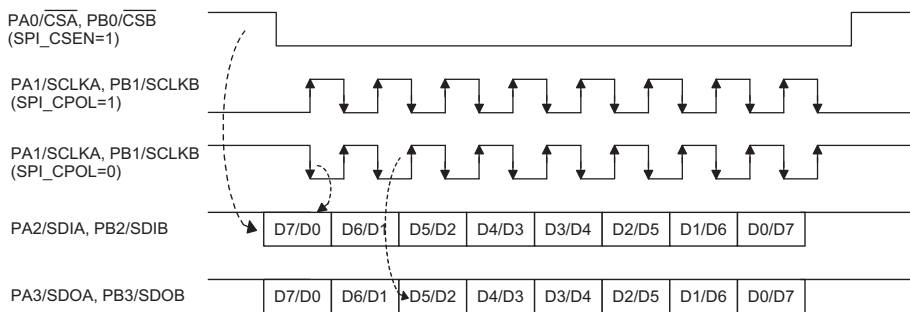 PA0/CSA, PB0/CSB
(SPI_CSEN=1)
PA1/SCLKA, PB1/SCLKB
(SPI_CPOL=1)
PA1/SCLKA, PB1/SCLKB
(SPI_CPOL=0)
PA2/SDIA, PB2/SDIB D7/D0 D6/D1 D5/D2 D4/D3 D3/D4 D2/D5 D1/D6 D0/D7
PA3/SDOA, PB3/SDOB D7/D0 D6/D1 D5/D2 D4/D3 D3/D4 D2/D5 D1/D6 D0/D7